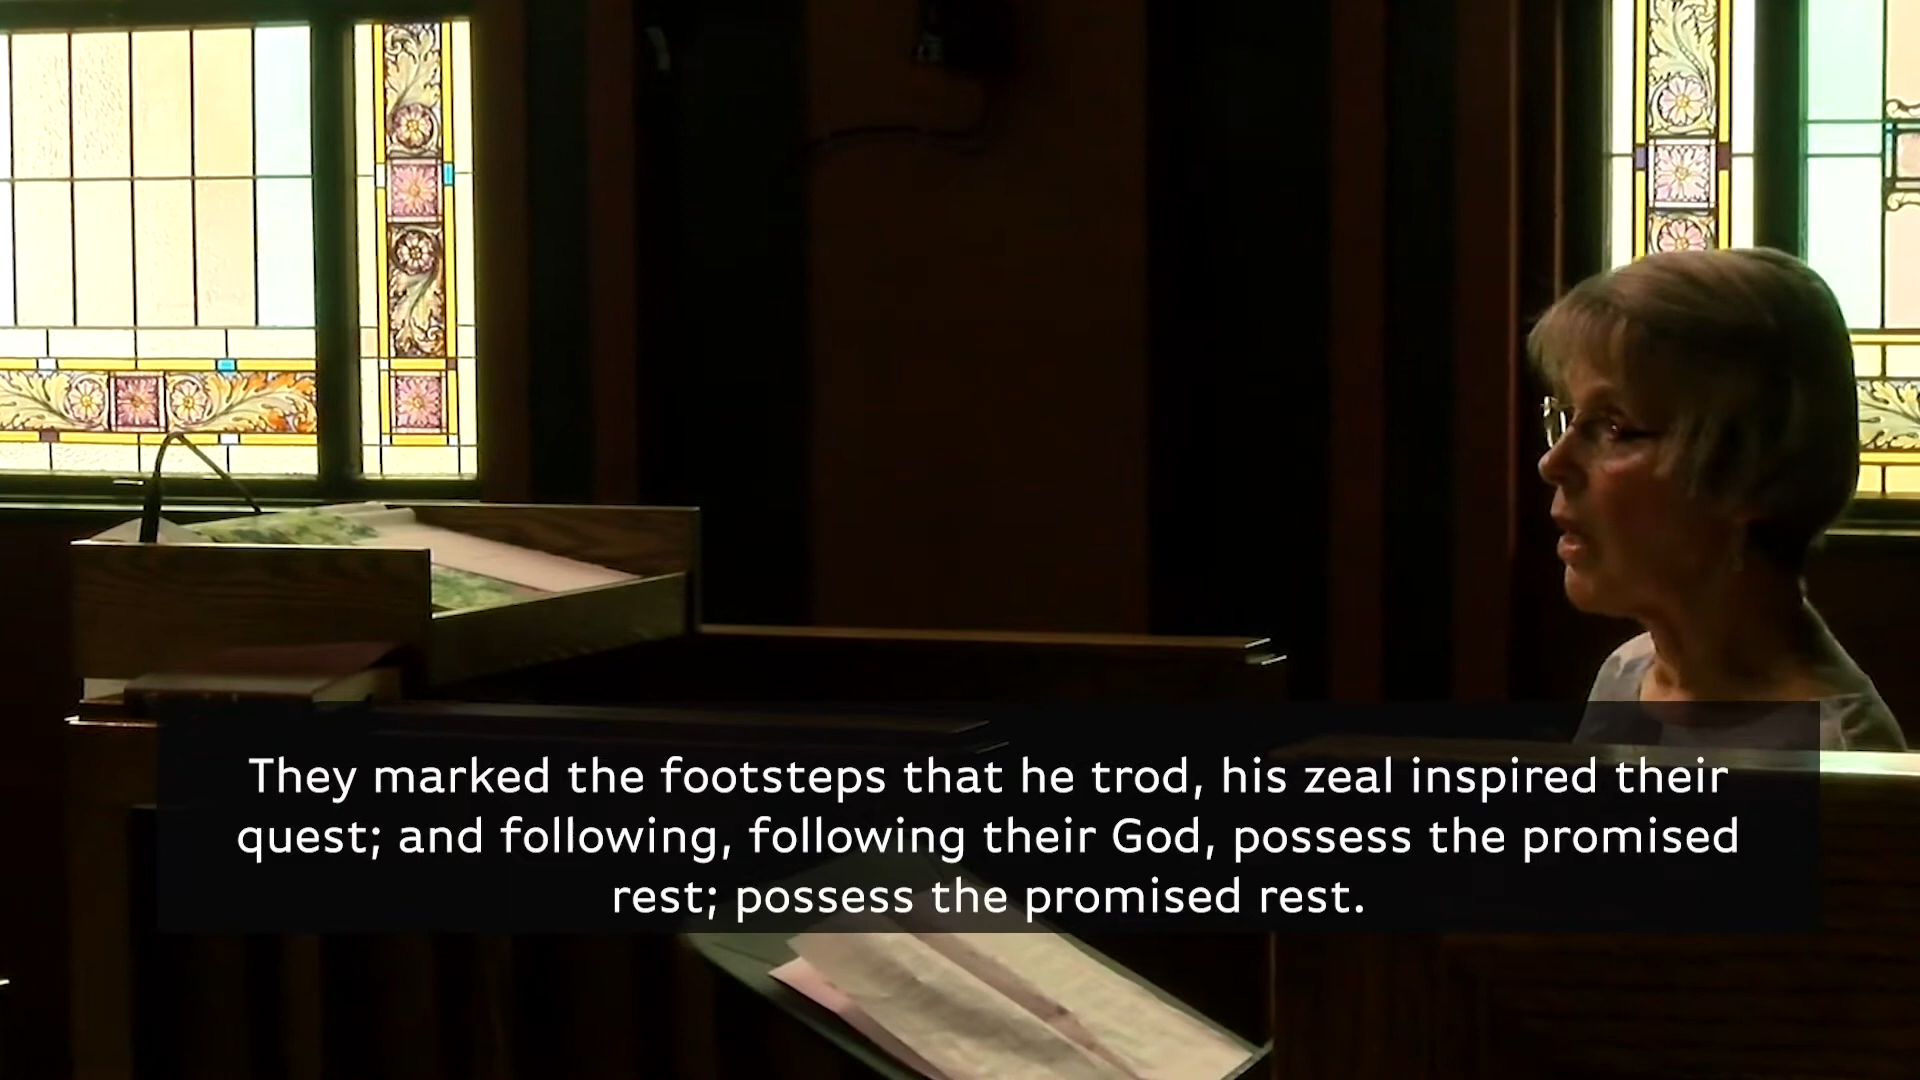 They marked the footsteps that he trod, his zeal inspired their
quest; and following, following their God, possess the promised
rest; possess the promised rest.